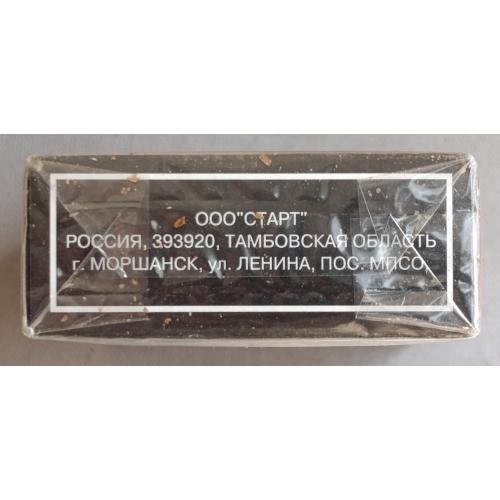 ООО"СТАРТ"
РОССИЯ, 393920, ТАМБОВСКАЯ ОБЛАСТЬ
г. МОРШАНСК, ул. ЛЕНИНА, ПОС. МПСО